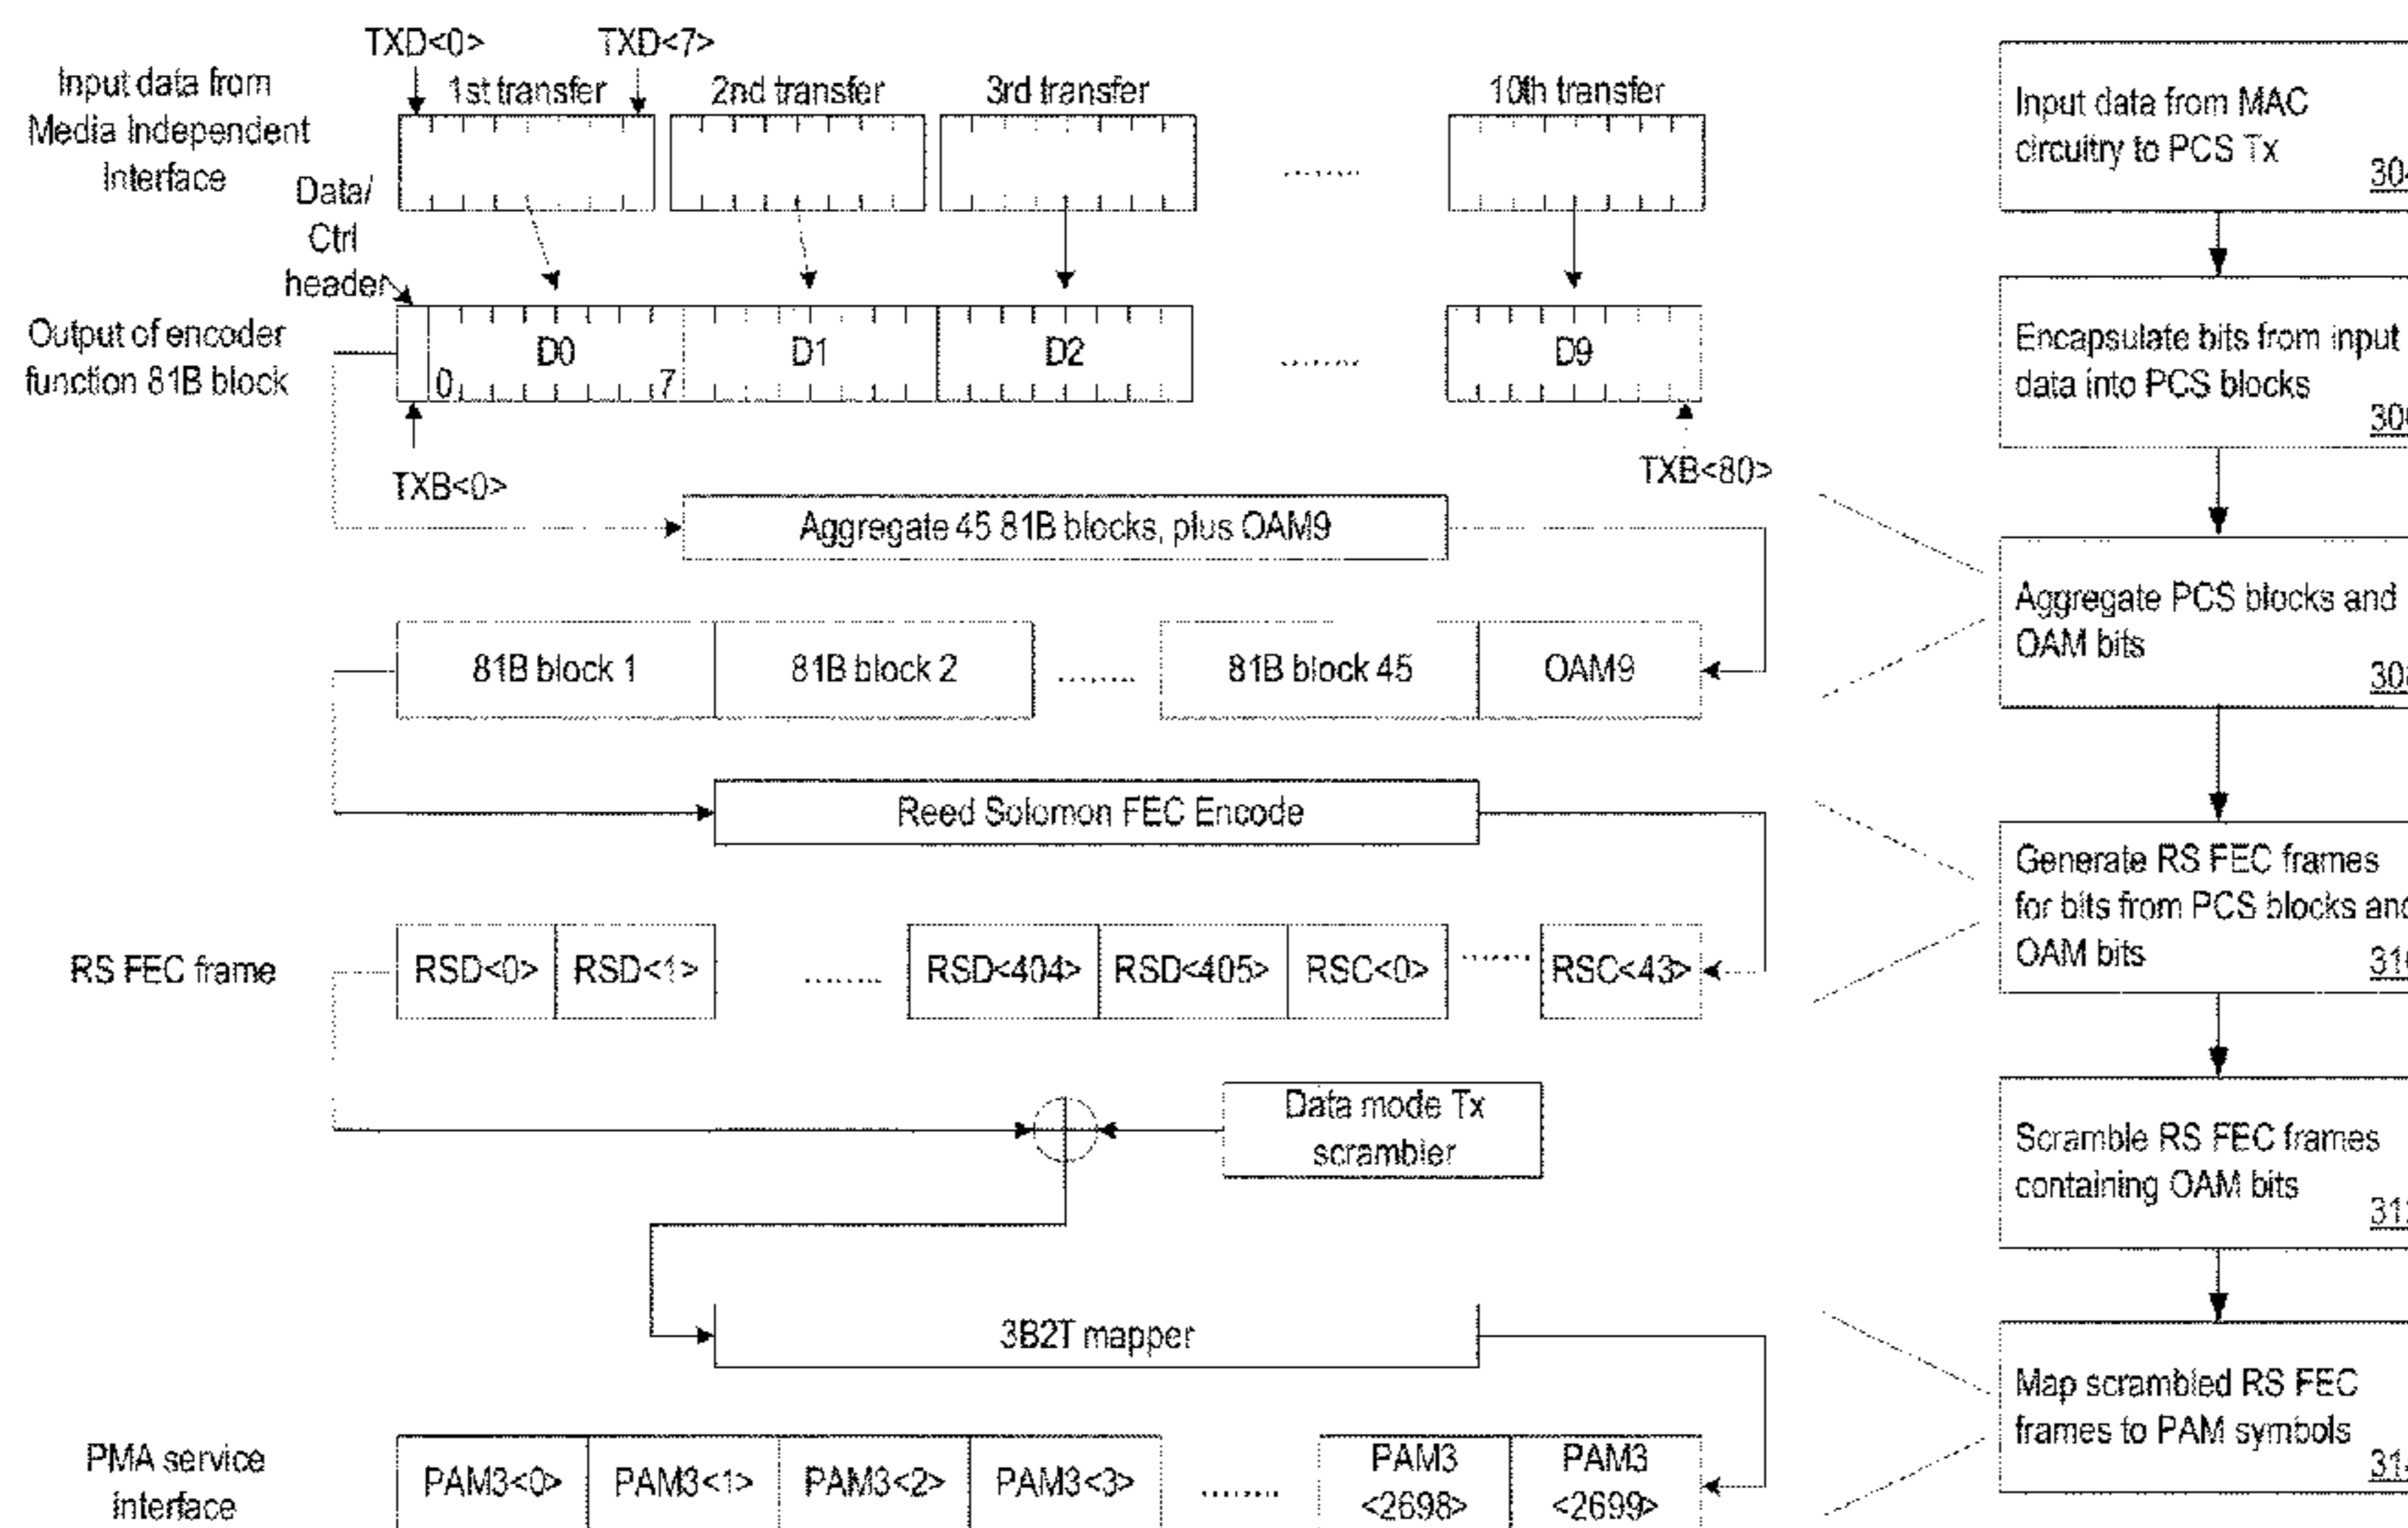 TXD<0>
TXD<7>
Input data from
Media Independent
Interface
1st transfer
2nd transfer
3rd transfer
10th transfer
Data/
Ctrl
header
Output of encoder
function 81B block
0
D0
7
D1
D2
D9
TXB<0>
TXB<80>
Aggregate 45 81B blocks, plus OAM9
81B block 1
81B block 2
81B block 45
OAM9
Reed Solomon FEC Encode
RS FEC frame
RSD<0>
RSD<1>
RSD<404>
RSD<405>
RSC<0>
RSC<43>
Data mode Tx
scrambler
3B2T mapper
PMA service
interface
PAM3<0>
PAM3<1>
PAM3<2>
PAM3<3>
PAM3
<2698>
PAM3
<2699>
Input data from MAC
circuitry to PCS Tx
Encapsulate bits from input
data into PCS blocks
Aggregate PCS blocks and
OAM bits
Generate RS FEC frames
for bits from PCS blocks and
OAM bits
Scramble RS FEC frames
containing OAM bits
Map scrambled RS FEC
frames to PAM symbols